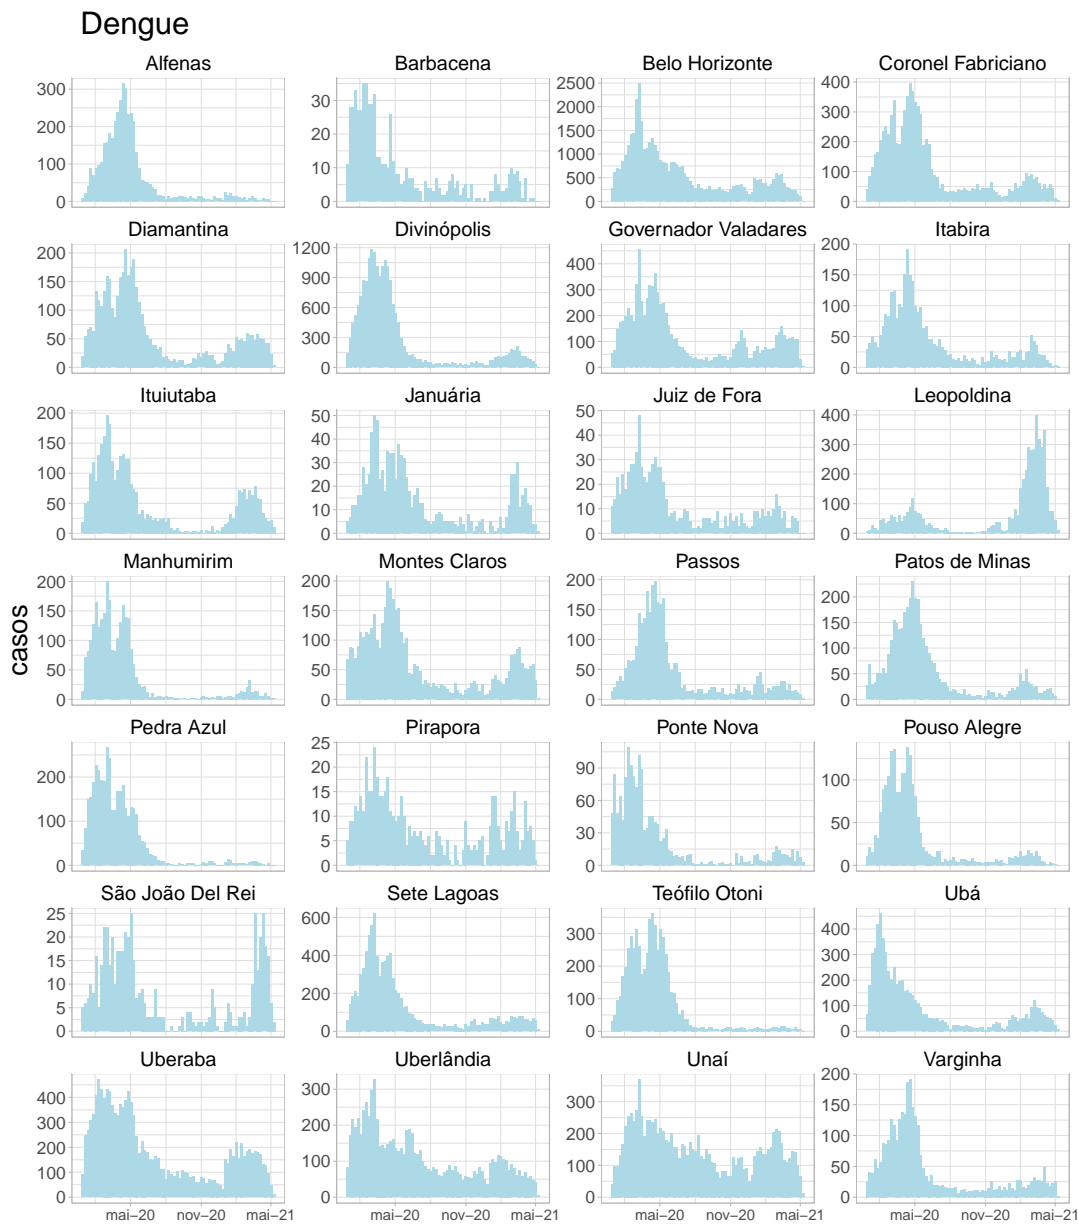 Dengue
Alfenas Barbacena Belo Horizonte Coronel Fabriciano
300 30 2500 400
200 20 2000 300
100 10 1500 200
0 0 1000 100
500 0
0
Diamantina Divinópolis Governador Valadares Itabira
200 1200 400 200
150 900 300 150
100 600 200 100
50 300 100 50
0 0 0 0
Ituiutaba Januária Juiz de Fora Leopoldina
200 50 50 400
150 40 40 300
100 30 30 200
50 20 20 100
0 10 10 0
0 0
Manhumirim Montes Claros Passos Patos de Minas
200 200 200 200
150 150 150 150
100 100 100 100
50 50 50 50
0 0 0 0
casos
Pedra Azul Pirapora Ponte Nova Pouso Alegre
200 25 90 100
100 20 60 50
0 15 30 0
10 0
5
0
São João Del Rei Sete Lagoas Teófilo Otoni Ubá
25 600 300 400
20 400 200 300
15 200 100 200
10 0 0 100
5 0
0
Uberaba Uberlândia Unaí Varginha
400 300 300 200
300 200 200 150
200 100 100 100
100 0 0 50
0 0
mai−20 nov−20 mai−21 mai−20 nov−20 mai−21 mai−20 nov−20 mai−21 mai−20 nov−20 mai−21